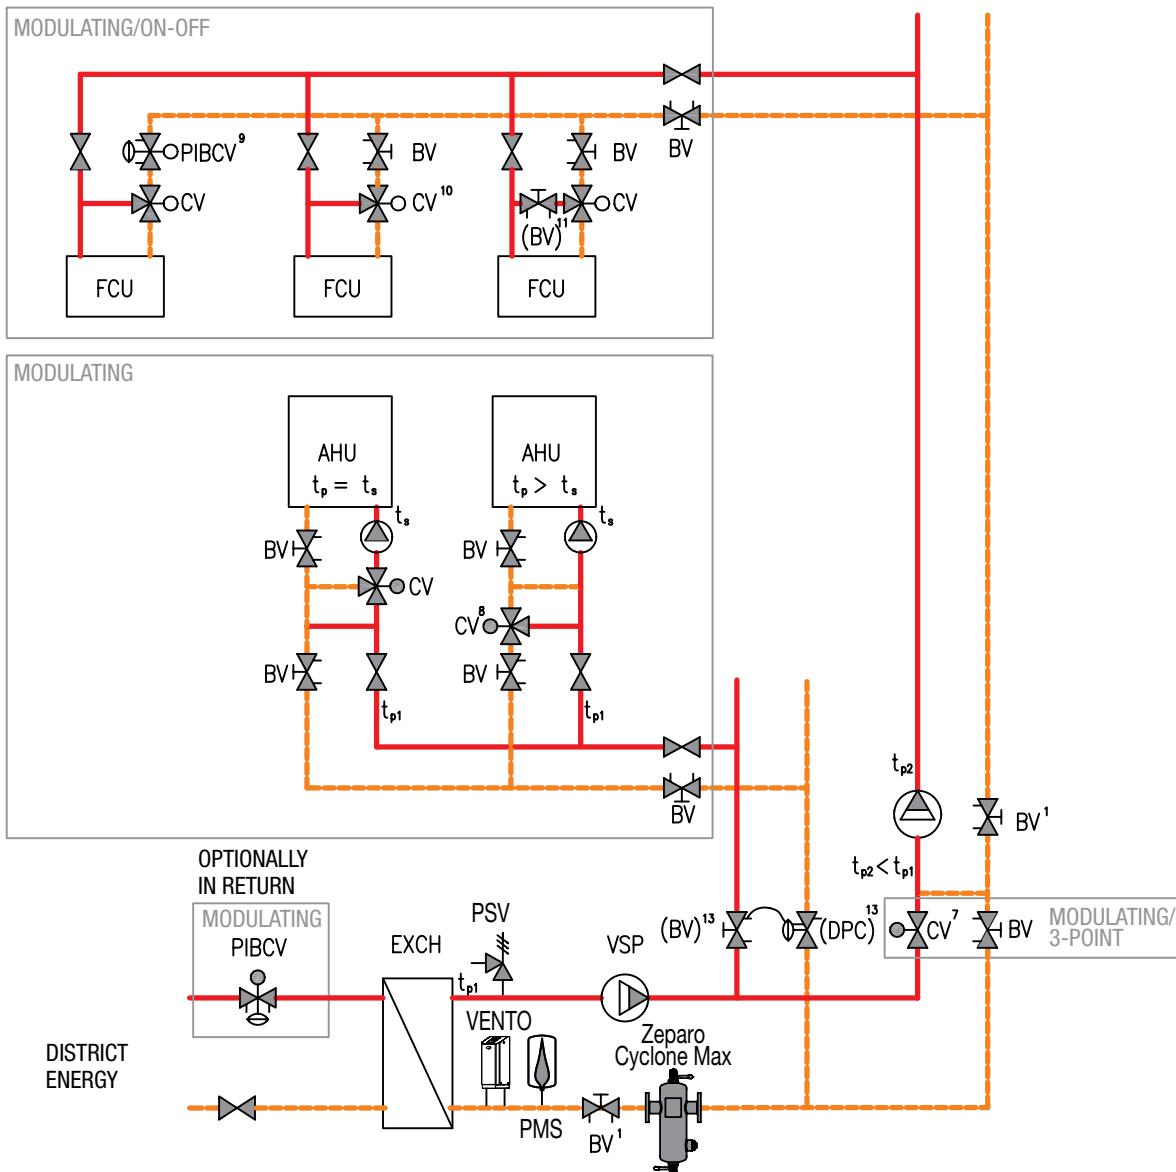 MODULATING/ON-OFF
BV
PIBCV⁹
BV
BV
CV
CV¹⁰
CV
(BV)¹¹
FCU
FCU
FCU
MODULATING
AHU
tp = ts
AHU
tp > ts
ts
ts
BV
BV
CV
CV⁸
BV
BV
tp1
tp1
BV
tp2
BV¹
tp2<tp1
OPTIONALLY
IN RETURN
MODULATING
PIBCV
EXCH
PSV
VSP
(BV)¹³
(DPC)¹³
CV⁷
BV
MODULATING/
3-POINT
tp1
VENTO
Zeparo
Cyclone Max
DISTRICT
ENERGY
PMS
BV¹